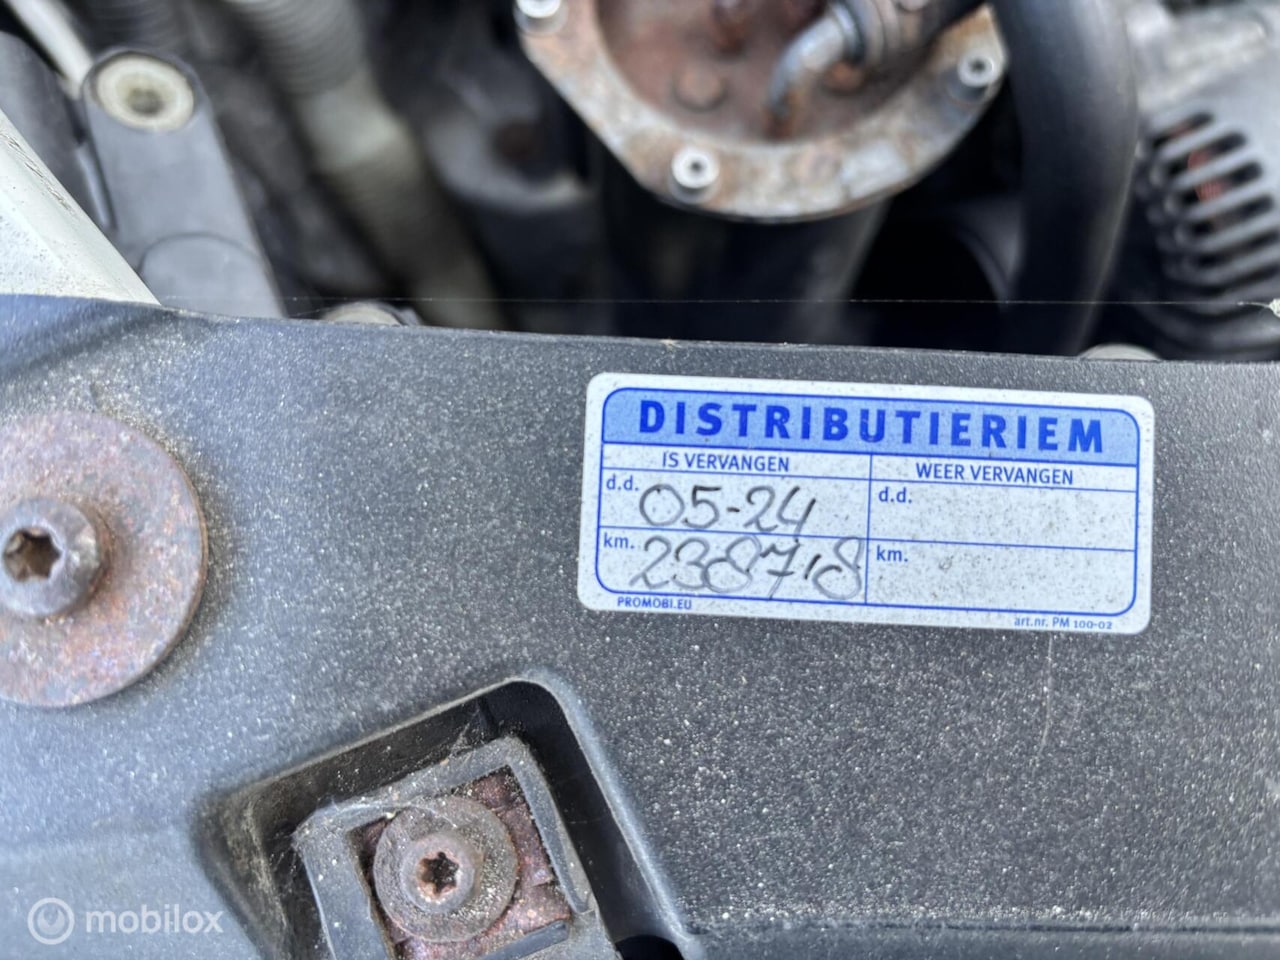 DISTRIBUTIERIEM
IS VERVANGEN
WEER VERVANGEN
d.d. 05-24
d.d.
km. 238718
km.
PROMOBI.EU
art.nr. PM 100-02
mobilox